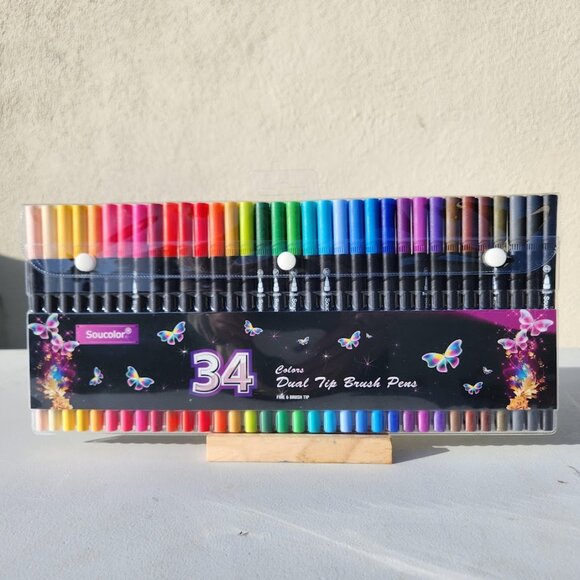 Soucolor®
34
Colors
Dual Tip Brush Pens
FINE & BRUSH TIP